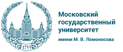 Московский
государственный
университет
имени М. В. Ломоносова